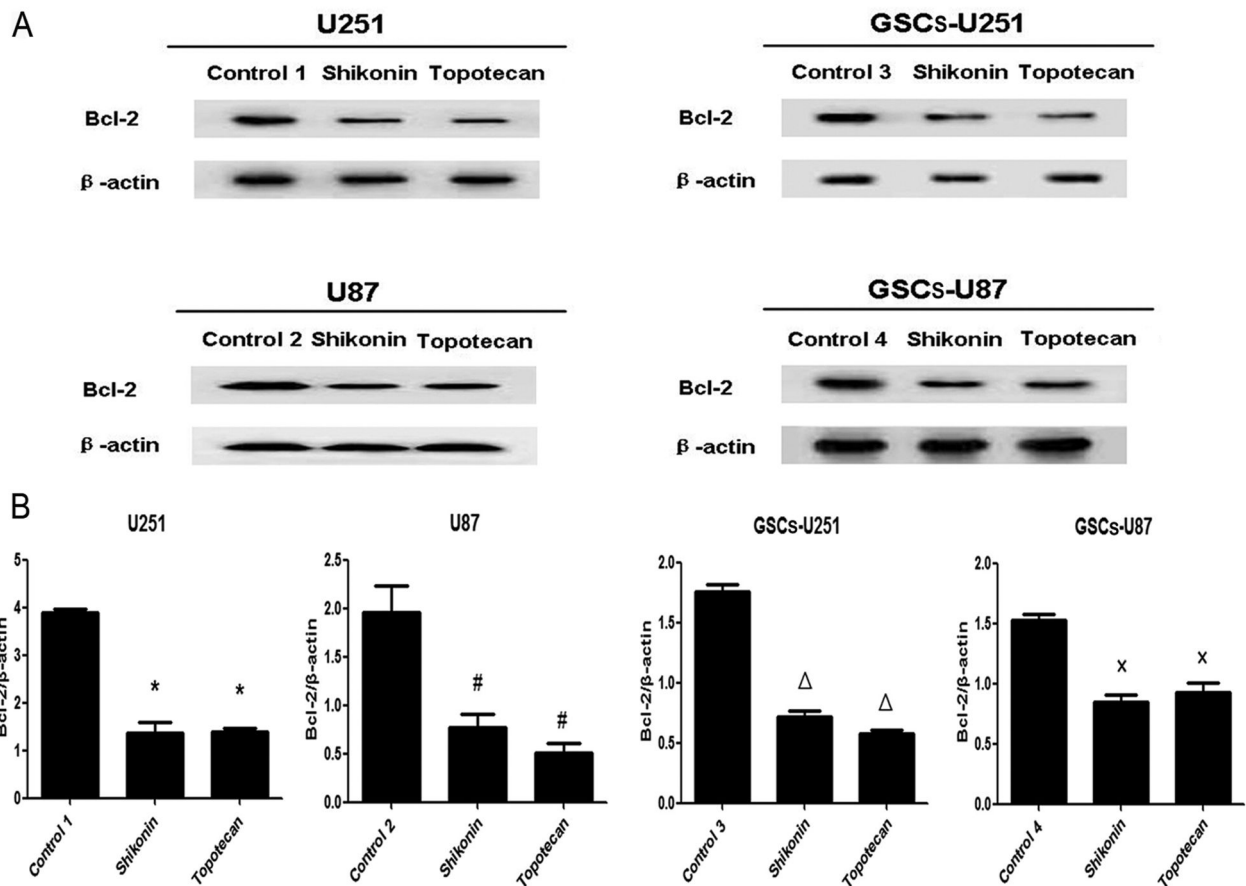 A
U251
Control 1 Shikonin Topotecan
Bcl-2
β-actin
GSCs-U251
Control 3 Shikonin Topotecan
Bcl-2
β-actin
U87
Control 2 Shikonin Topotecan
Bcl-2
β-actin
GSCs-U87
Control 4 Shikonin Topotecan
Bcl-2
β-actin
B
U251
Bcl-2/β-actin
5
4
3
2
1
0
*
*
Control 1 Shikonin Topotecan
U87
Bcl-2/β-actin
2.5
2.0
1.5
1.0
0.5
0.0
#
#
Control 2 Shikonin Topotecan
GSCs-U251
Bcl-2/β-actin
2.0
1.5
1.0
0.5
0.0
Δ
Δ
Control 3 Shikonin Topotecan
GSCs-U87
Bcl-2/β-actin
2.0
1.5
1.0
0.5
0.0
x
x
Control 4 Shikonin Topotecan